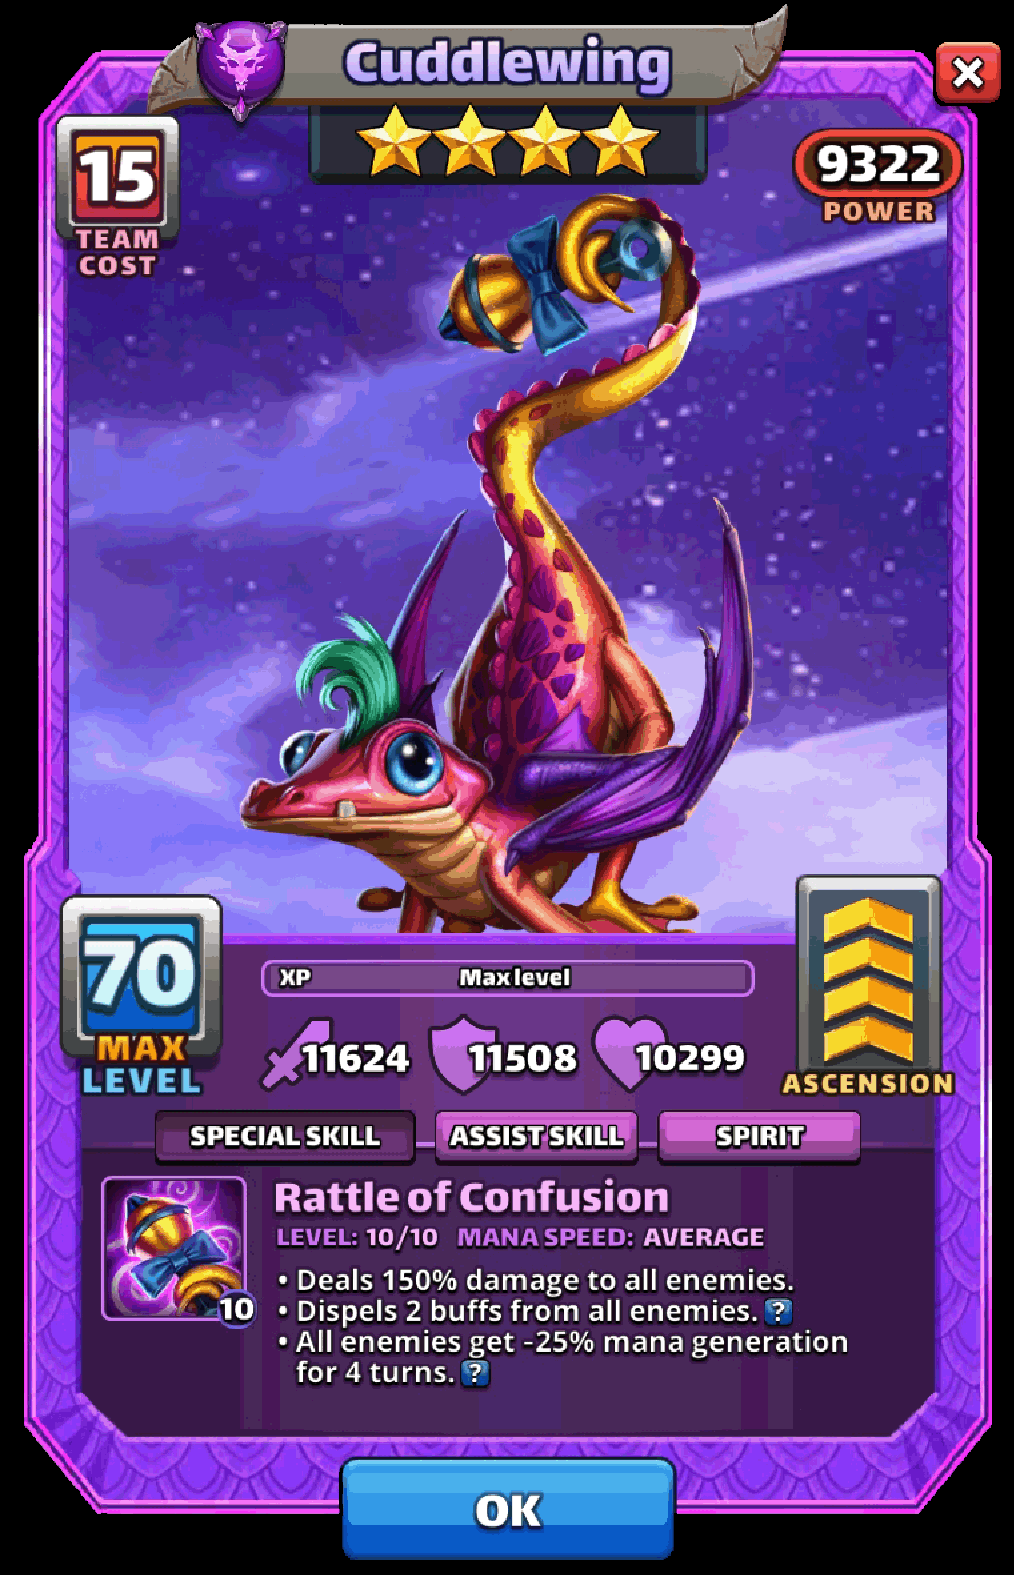 Cuddlewing
15
TEAM
COST
9322
POWER
70
MAX
LEVEL
XP Max level
11624 11508 10299
ASCENSION
SPECIAL SKILL ASSIST SKILL SPIRIT
Rattle of Confusion
LEVEL: 10/10 MANA SPEED: AVERAGE
10
• Deals 150% damage to all enemies.
• Dispels 2 buffs from all enemies. ?
• All enemies get -25% mana generation
for 4 turns. ?
OK